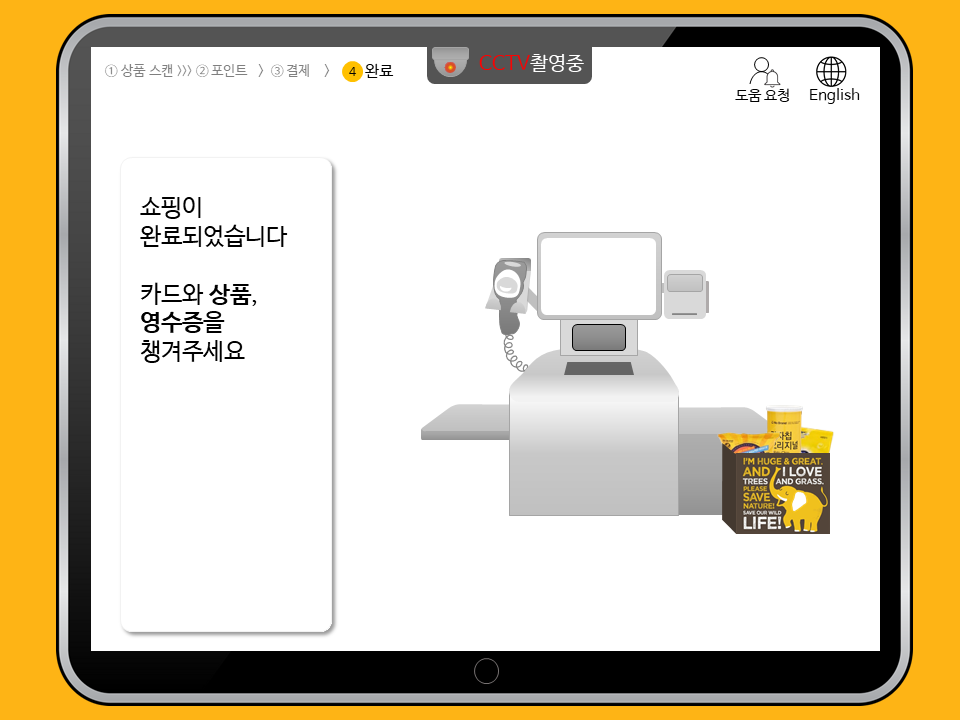 ① 상품 스캔 >>> ② 포인트 > ③ 결제 > 4 완료
CCTV촬영중
도움 요청
English
쇼핑이
완료되었습니다
카드와 상품,
영수증을
챙겨주세요
I'M HUGE & GREAT.
AND I LOVE
TREES AND GRASS.
PLEASE
SAVE
NATURE!
SAVE OUR WILD
LIFE!